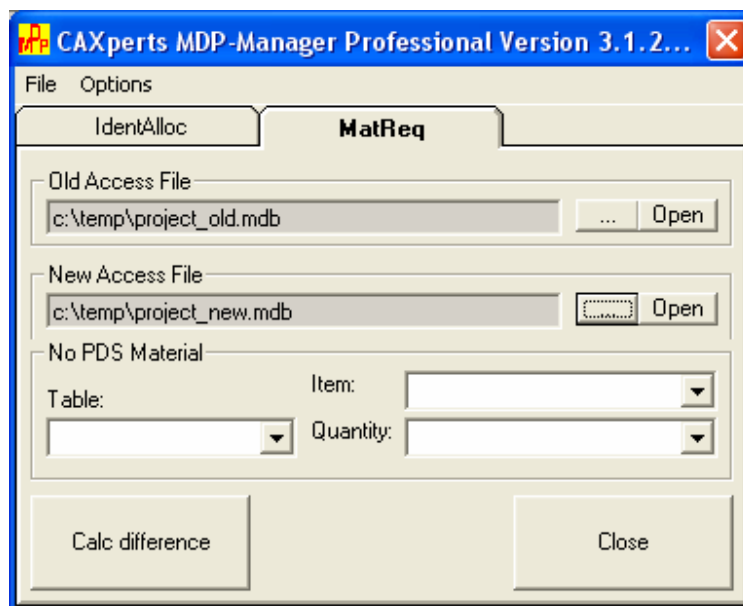 CAXperts MDP-Manager Professional Version 3.1.2...
File Options
IdentAlloc MatReq
Old Access File
c:\temp\project_old.mdb ... Open
New Access File
c:\temp\project_new.mdb ... Open
No PDS Material
Table:
Item:
Quantity:
Calc difference Close